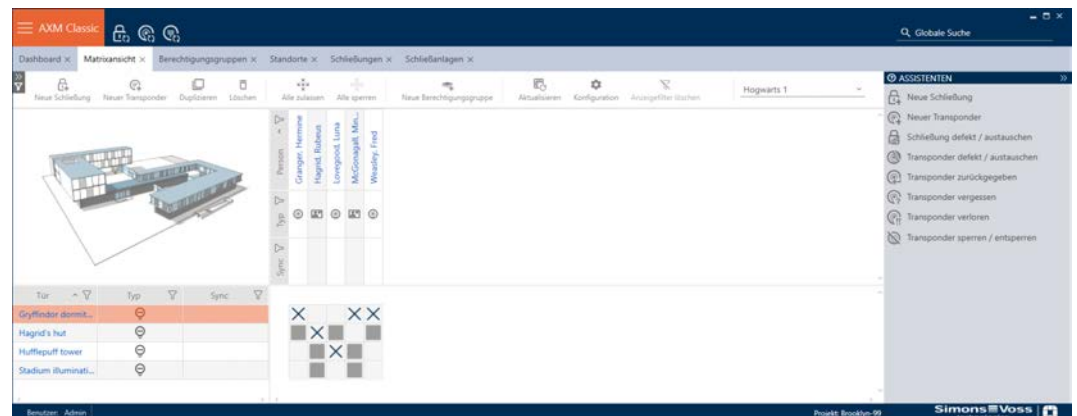 AXM Classic
Globale Suche
Dashboard × Matrixansicht × Berechtigungsgruppen × Standorte × Schließungen × Schließanlagen ×
Neue Schließung Neuer Transponder Duplizieren Löschen Alle zulassen Alle sperren Neue Berechtigungsgruppe Aktualisieren Konfiguration Anzeigefilter löschen
Hogwarts 1
ASSISTENTEN
Neue Schließung
Neuer Transponder
Schließung defekt / austauschen
Transponder defekt / austauschen
Transponder zurückgegeben
Transponder vergessen
Transponder verloren
Transponder sperren / entsperren
Person
Granger, Hermine
Hagrid, Rubeus
Lovegood, Luna
McGonagall, Min...
Weasley, Fred
Typ
Sync
Tür Typ Sync
Gryffindor dormit...
Hagrid's hut
Hufflepuff tower
Stadium illuminati...
Benutzer: Admin
Projekt: Brooklyn-99
SimonsVoss